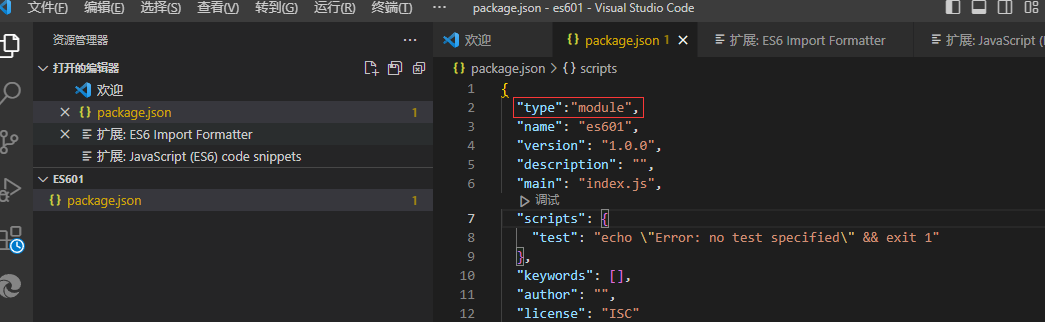 文件(F) 编辑(E) 选择(S) 查看(V) 转到(G) 运行(R) 终端(T) ··· package.json - es601 - Visual Studio Code
资源管理器 ···
打开的编辑器
欢迎
{} package.json 1
扩展: ES6 Import Formatter
扩展: JavaScript (ES6) code snippets
ES601
{} package.json 1
欢迎 {} package.json 1 扩展: ES6 Import Formatter 扩展: JavaScript (
{} package.json > {} scripts
1 {
2 "type":"module",
3 "name": "es601",
4 "version": "1.0.0",
5 "description": "",
6 "main": "index.js",
调试
7 "scripts": {
8 "test": "echo \"Error: no test specified\" && exit 1"
9 },
10 "keywords": [],
11 "author": "",
12 "license": "ISC"